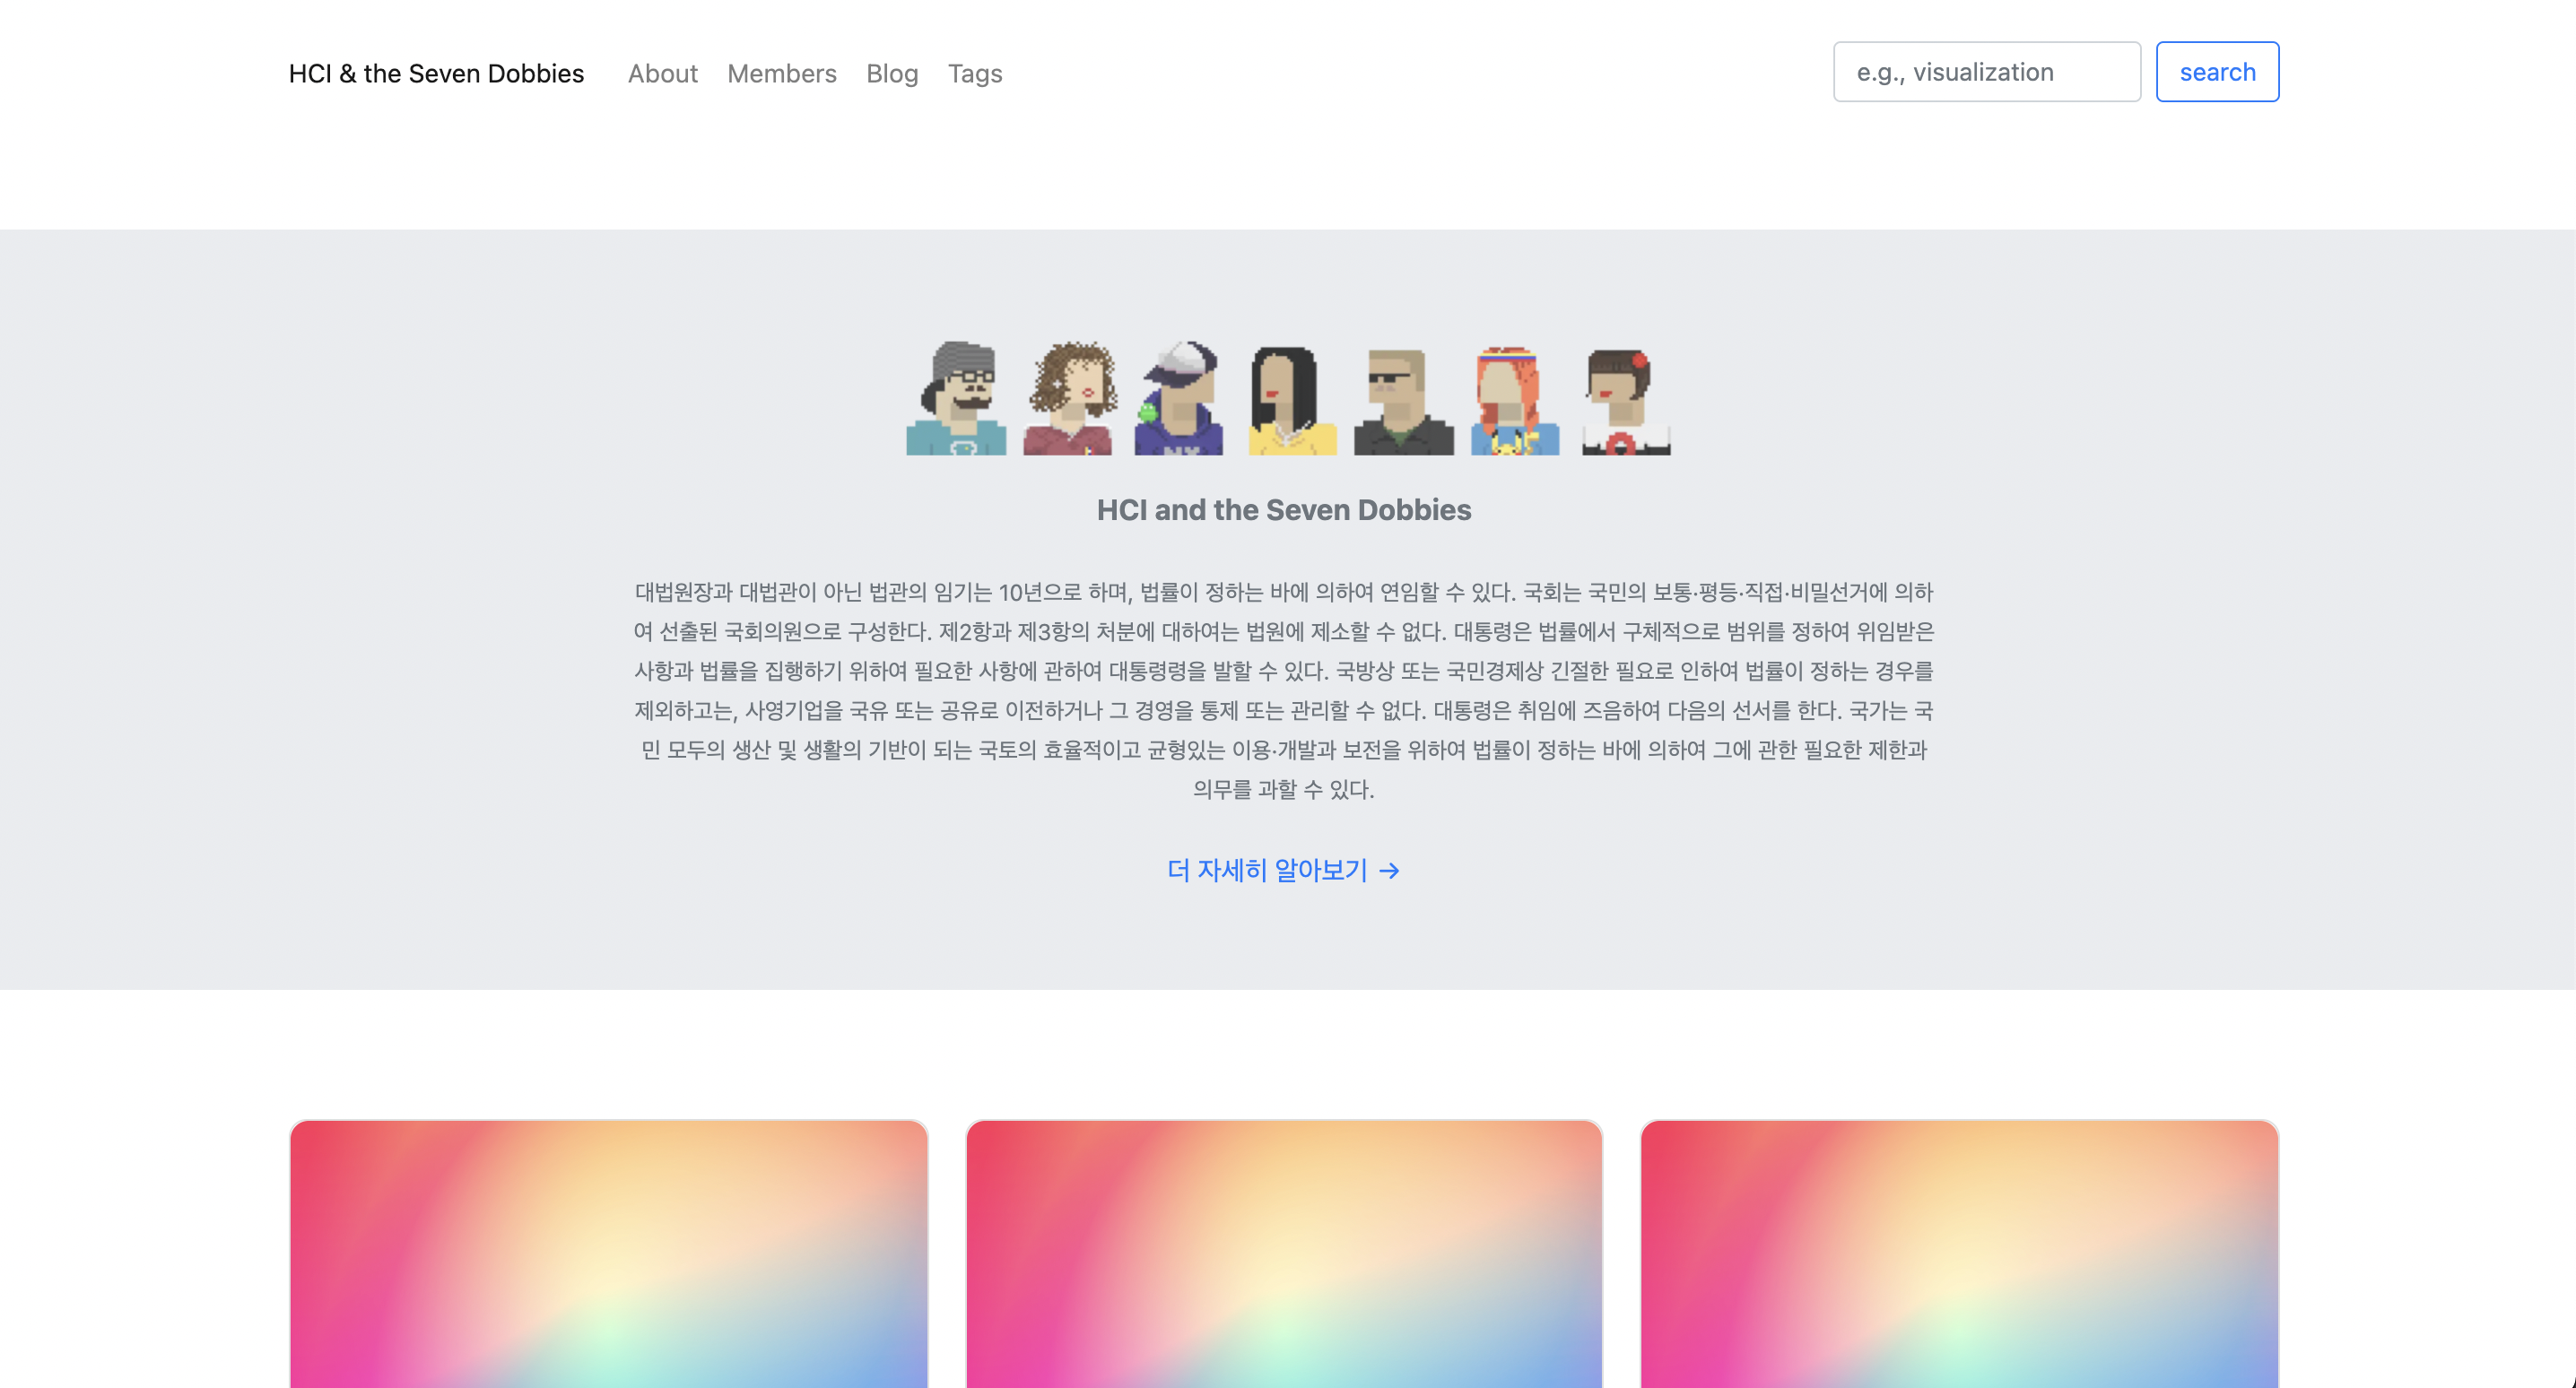 HCI & the Seven Dobbies About Members Blog Tags e.g., visualization search
NY
HCI and the Seven Dobbies
대법원장과 대법관이 아닌 법관의 임기는 10년으로 하며, 법률이 정하는 바에 의하여 연임할 수 있다. 국회는 국민의 보통·평등·직접·비밀선거에 의하
여 선출된 국회의원으로 구성한다. 제2항과 제3항의 처분에 대하여는 법원에 제소할 수 없다. 대통령은 법률에서 구체적으로 범위를 정하여 위임받은
사항과 법률을 집행하기 위하여 필요한 사항에 관하여 대통령령을 발할 수 있다. 국방상 또는 국민경제상 긴절한 필요로 인하여 법률이 정하는 경우를
제외하고는, 사영기업을 국유 또는 공유로 이전하거나 그 경영을 통제 또는 관리할 수 없다. 대통령은 취임에 즈음하여 다음의 선서를 한다. 국가는 국
민 모두의 생산 및 생활의 기반이 되는 국토의 효율적이고 균형있는 이용·개발과 보전을 위하여 법률이 정하는 바에 의하여 그에 관한 필요한 제한과
의무를 과할 수 있다.
더 자세히 알아보기 →